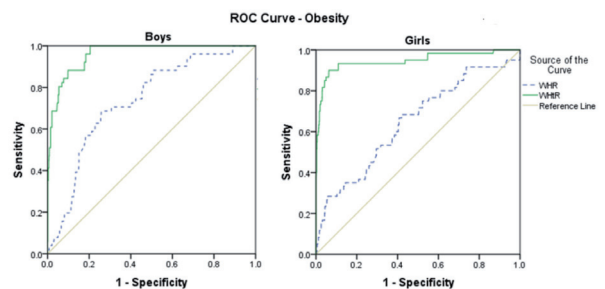 ROC Curve - Obesity
Boys
1.0
0.8
0.6
0.4
0.2
0.0
0.0 0.2 0.4 0.6 0.8 1.0
Sensitivity
1 - Specificity
Girls
1.0
0.8
0.6
0.4
0.2
0.0
0.0 0.2 0.4 0.6 0.8 1.0
Sensitivity
1 - Specificity
Source of the
Curve
WHR
WHtR
Reference Line